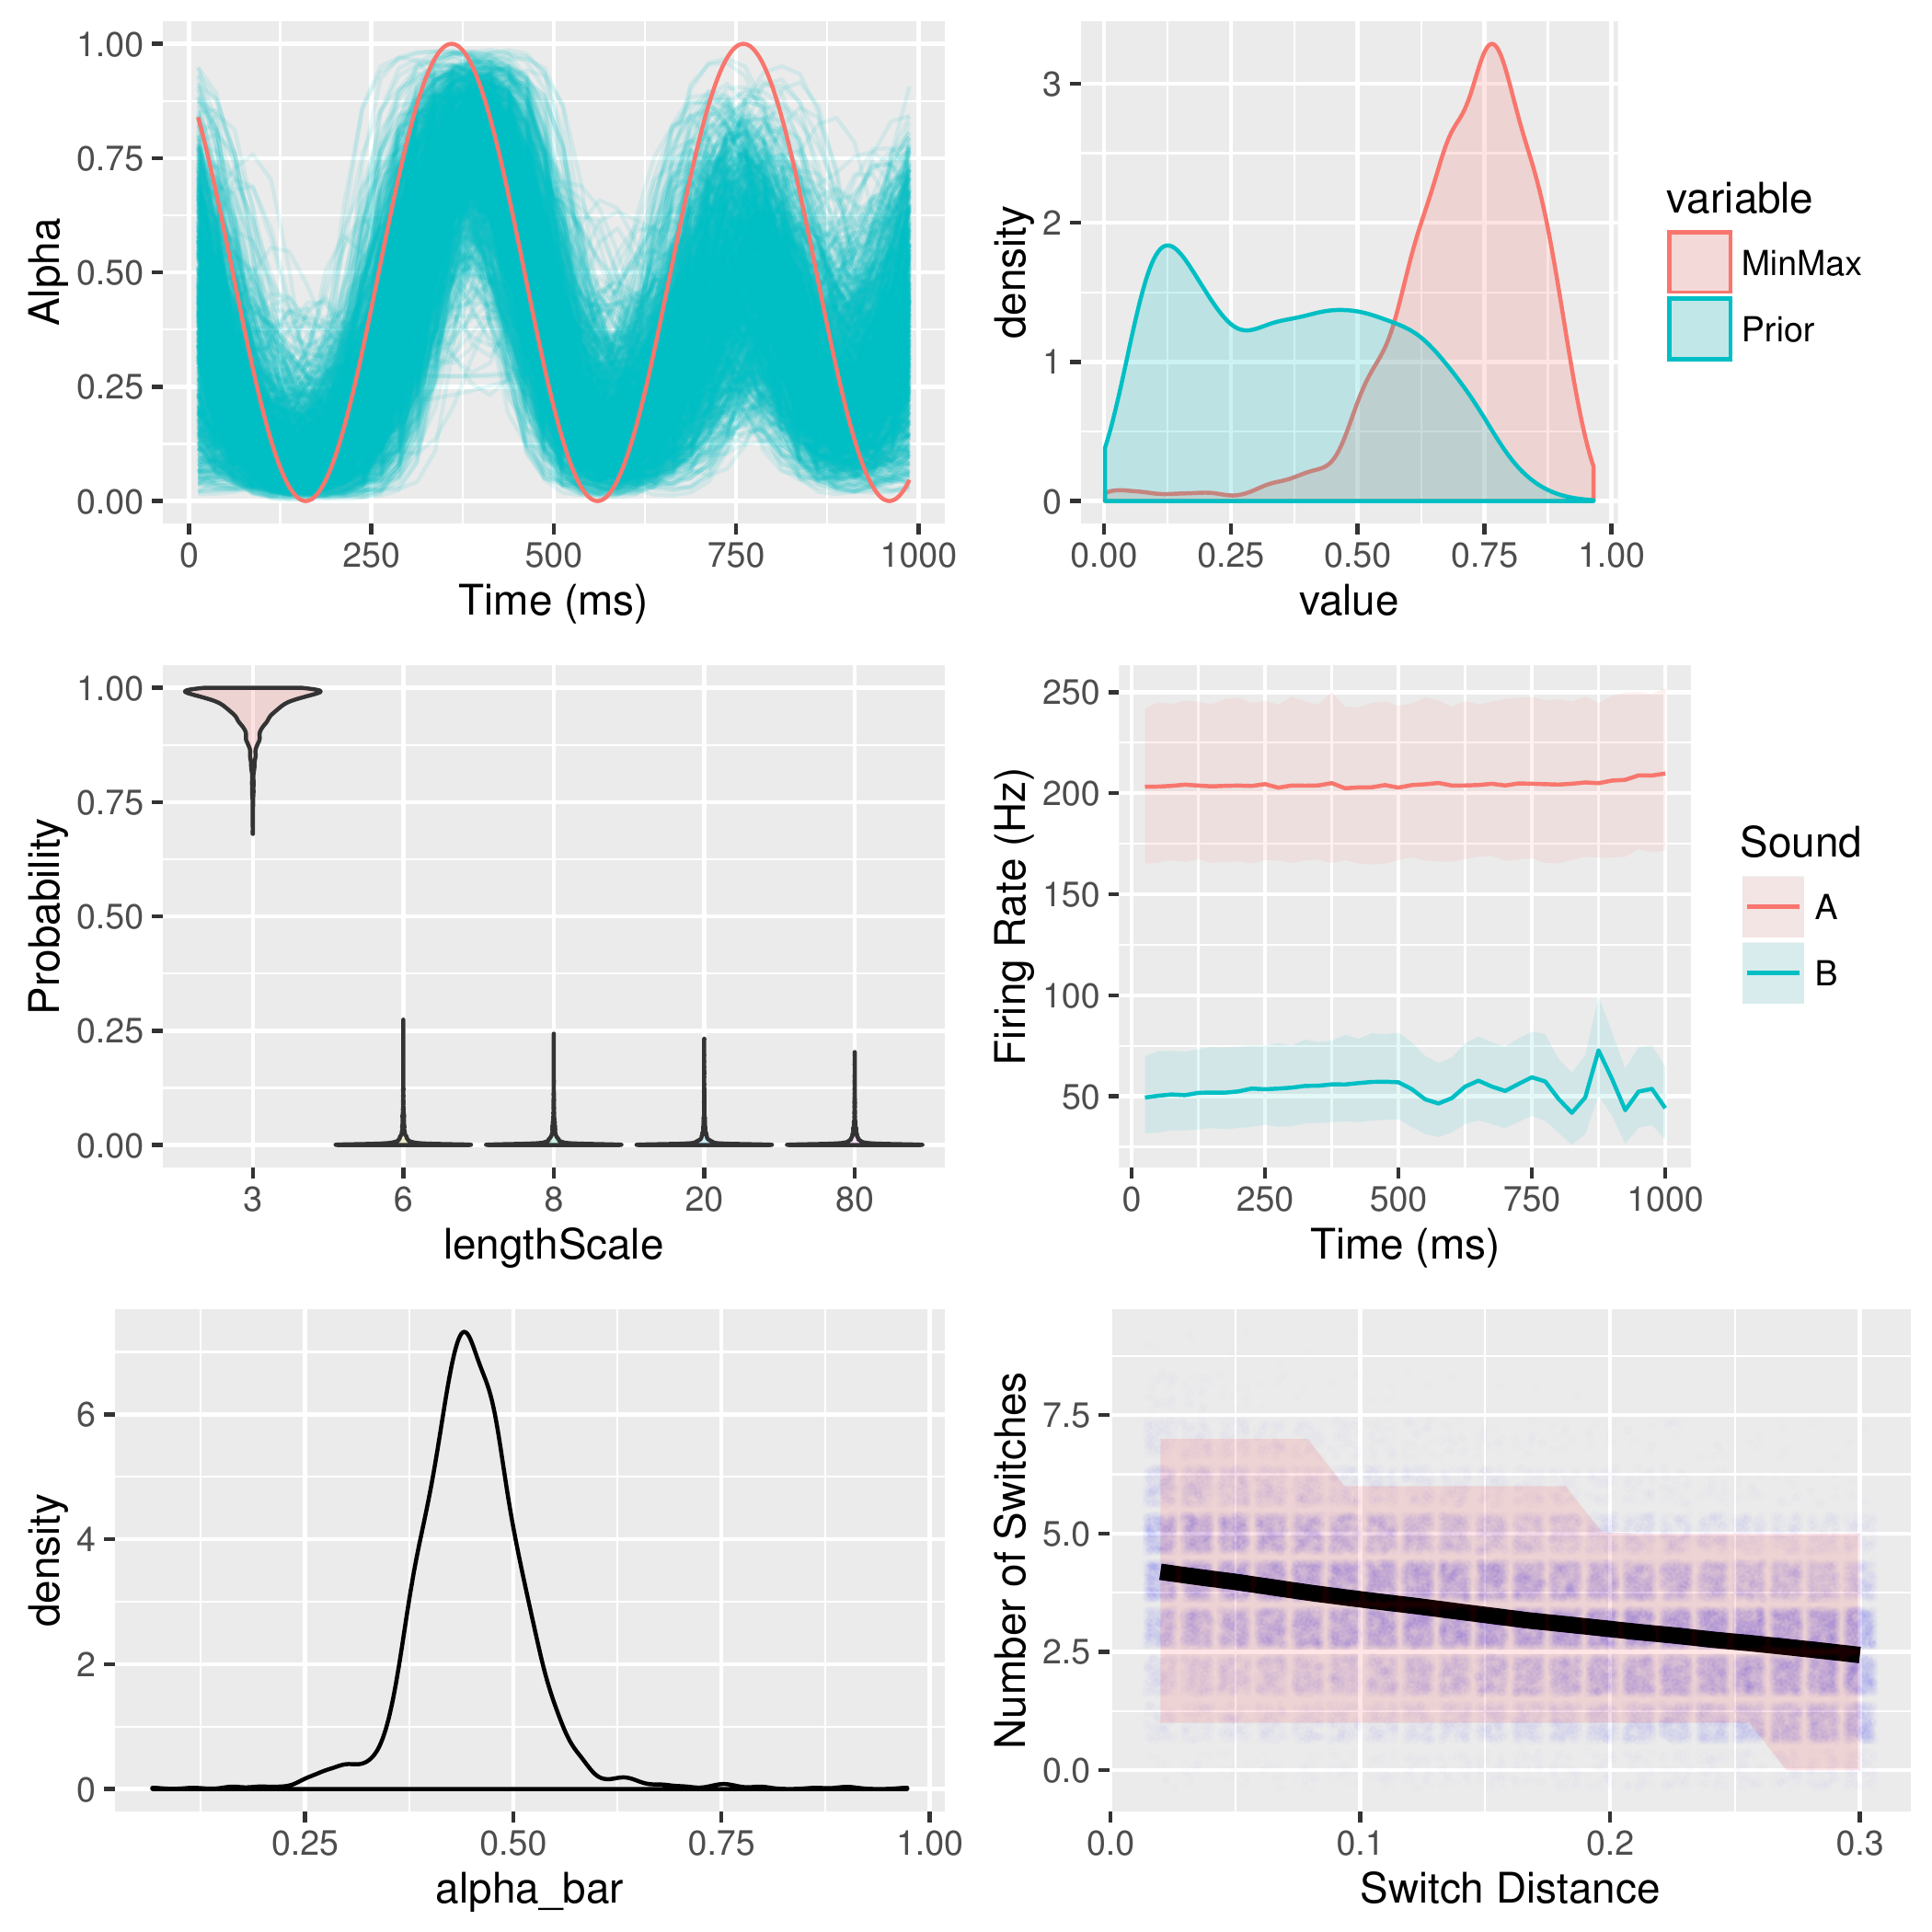 Alpha
1.00
0.75
0.50
0.25
0.00
0 250 500 750 1000
Time (ms)
density
3
2
1
0
0.00 0.25 0.50 0.75 1.00
value
variable
MinMax
Prior
Probability
1.00
0.75
0.50
0.25
0.00
3 6 8 20 80
lengthScale
Firing Rate (Hz)
250
200
150
100
50
0 250 500 750 1000
Time (ms)
Sound
A
B
density
6
4
2
0
0.25 0.50 0.75 1.00
alpha_bar
Number of Switches
7.5
5.0
2.5
0.0
0.0 0.1 0.2 0.3
Switch Distance